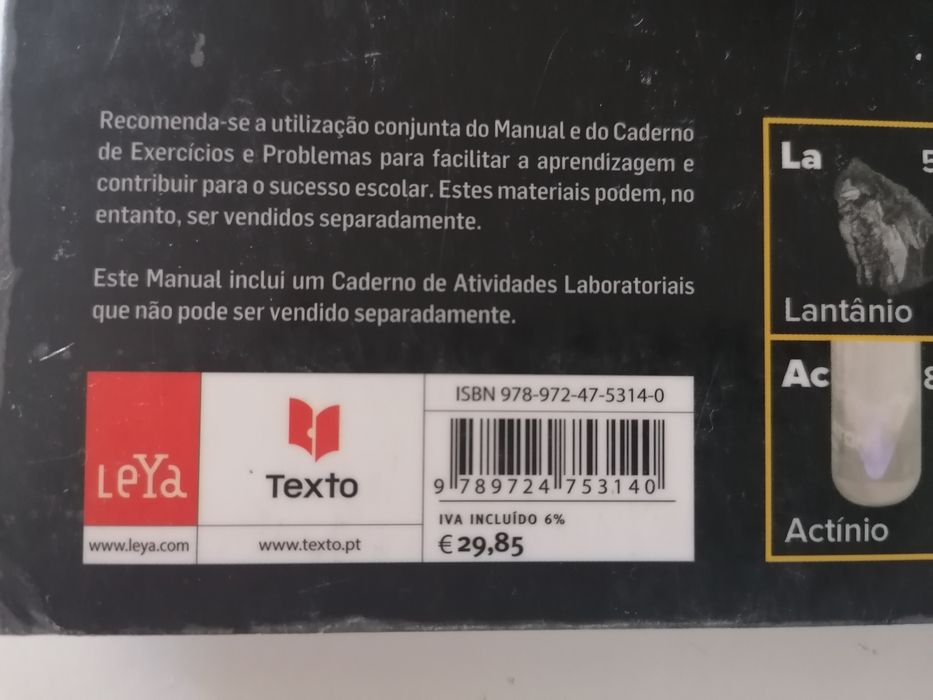 Recomenda-se a utilização conjunta do Manual e do Caderno
de Exercícios e Problemas para facilitar a aprendizagem e
contribuir para o sucesso escolar. Estes materiais podem, no
entanto, ser vendidos separadamente.
Este Manual inclui um Caderno de Atividades Laboratoriais
que não pode ser vendido separadamente.
LeYa
www.leya.com
Texto
www.texto.pt
ISBN 978-972-47-5314-0
9 789724 753140
IVA INCLUÍDO 6%
€ 29,85
La 5
Lantânio
Ac 8
Actínio